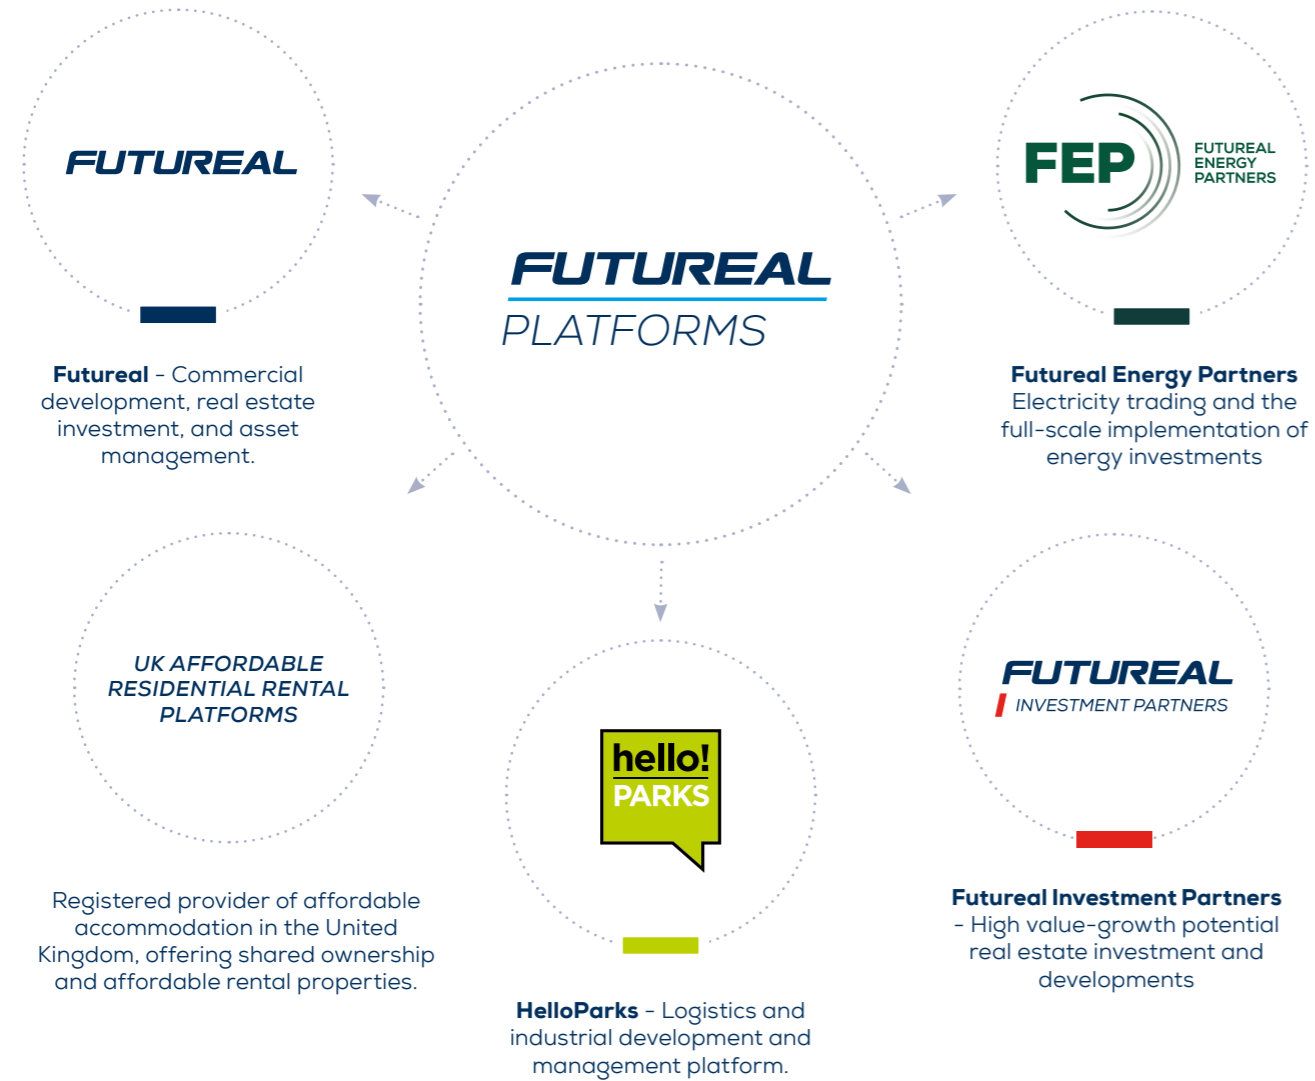 FUTUREAL
FEP
FUTUREAL
ENERGY
PARTNERS
FUTUREAL
PLATFORMS
Futureal - Commercial
development, real estate
investment, and asset
management.
Futureal Energy Partners
Electricity trading and the
full-scale implementation of
energy investments
UK AFFORDABLE
RESIDENTIAL RENTAL
PLATFORMS
hello!
PARKS
FUTUREAL
INVESTMENT PARTNERS
Registered provider of affordable
accommodation in the United
Kingdom, offering shared ownership
and affordable rental properties.
HelloParks - Logistics and
industrial development and
management platform.
Futureal Investment Partners
- High value-growth potential
real estate investment and
developments